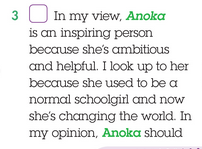 3 In my view, Anoka
is an inspiring person
because she's ambitious
and helpful. I look up to her
because she used to be a
normal schoolgirl and now
she's changing the world. In
my opinion, Anoka should